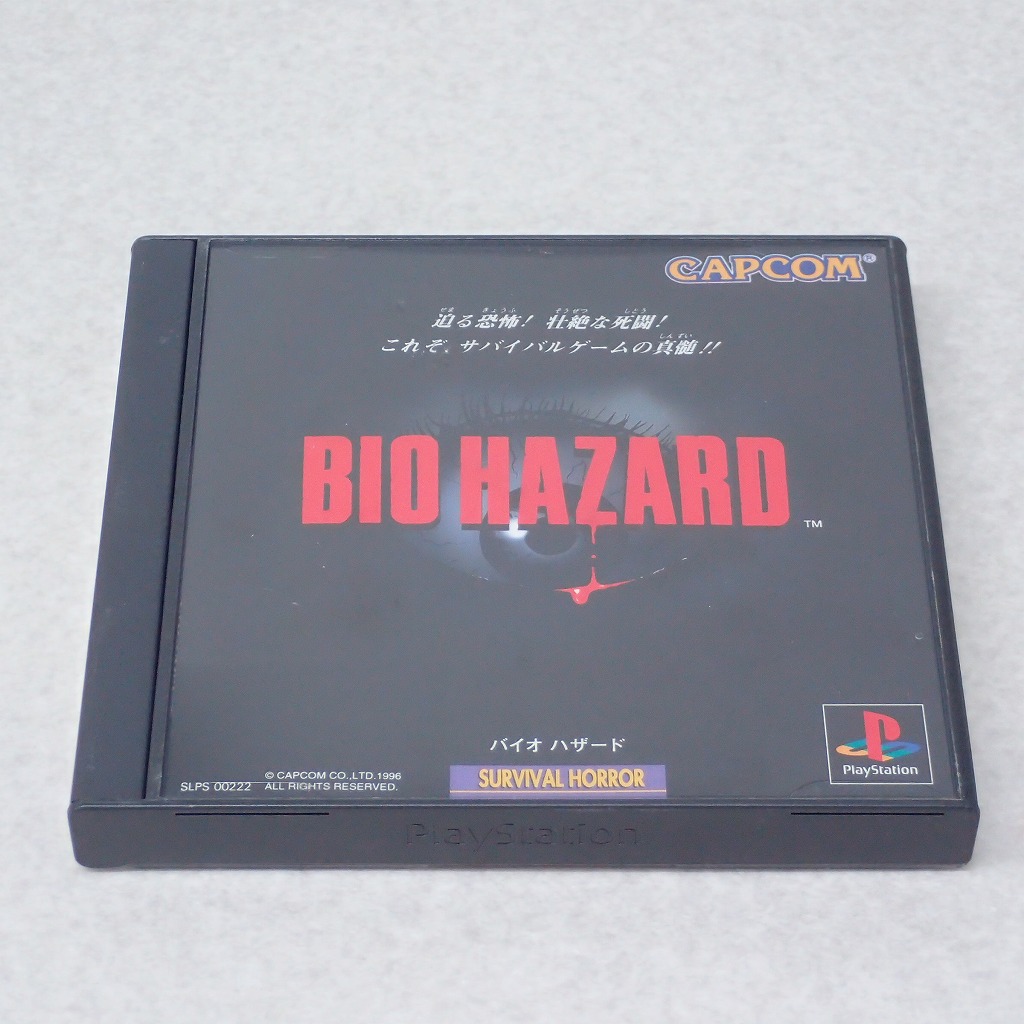 CAPCOM®
迫る恐怖! 壮絶な死闘!
これぞ、サバイバルゲームの真髄!!
BIO HAZARD™
バイオ ハザード
SURVIVAL HORROR
SLPS 00222
© CAPCOM CO.,LTD.1996
ALL RIGHTS RESERVED.
PlayStation
PlayStation